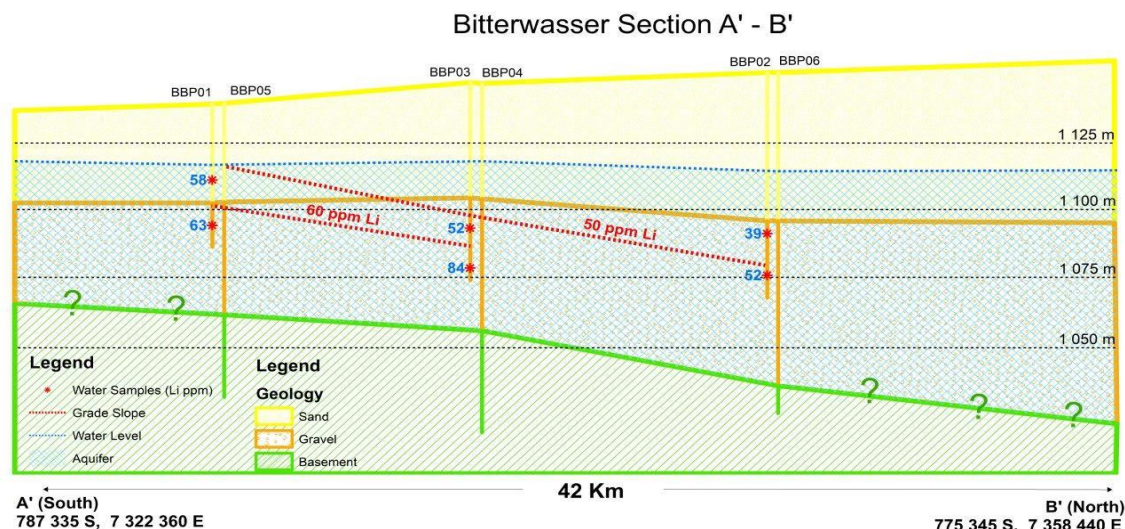 Bitterwasser Section A' - B'
BBP01 BBP05 BBP03 BBP04 BBP02 BBP06
1 125 m
58
1 100 m
60 ppm Li
50 ppm Li
63 52 39
84 52
1 075 m
? ?
1 050 m
Legend
Water Samples (Li ppm)
Grade Slope
Water Level
Aquifer
Legend
Geology
Sand
Gravel
Basement
? ? ?
42 Km
A' (South)
787 335 S, 7 322 360 E
B' (North)
775 345 S, 7 358 440 E